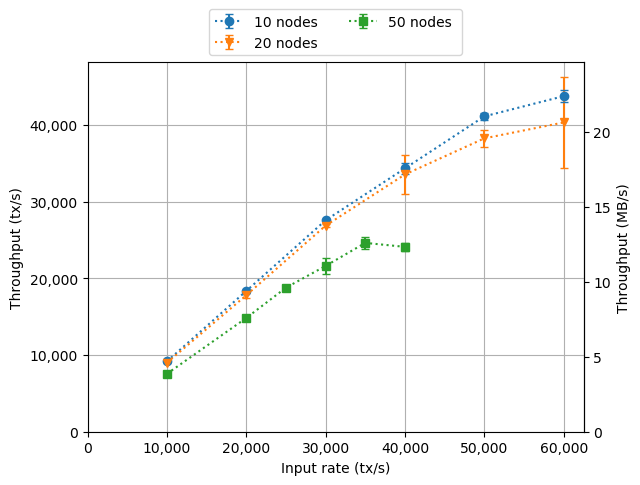 10 nodes
20 nodes
50 nodes
Throughput (tx/s)
40,000
30,000
20,000
10,000
0
20
15
10
5
0
Throughput (MB/s)
0
10,000
20,000
30,000
40,000
50,000
60,000
Input rate (tx/s)